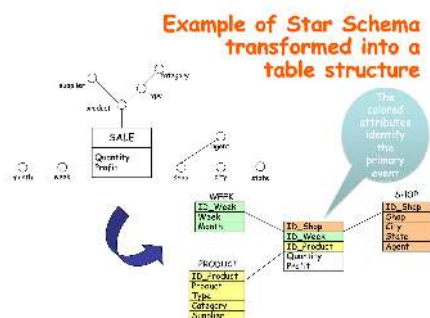 Example of Star Schema
transformed into a
table structure
supplier
category
type
product
SALE
Quantity
Profit
agent
month
week
shop
city
state
The
colored
attributes
identify
the
primary
event
WEEK
ID_Week
Week
Month
SHOP
ID_Shop
Shop
City
State
Agent
ID_Shop
ID_Week
ID_Product
Quantity
Profit
PRODUCT
ID_Product
Product
Type
Category
Supplier